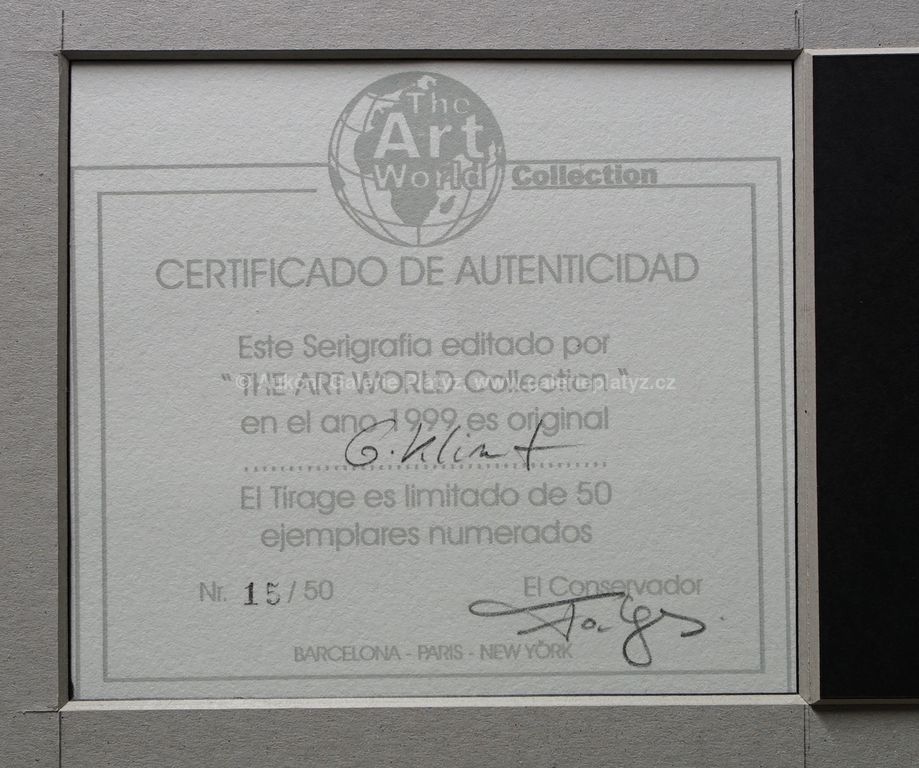 The
Art
World Collection
CERTIFICADO DE AUTENTICIDAD
Este Serigrafia editado por
"THE ART WORLD Collection"
© Aukční Galerie Platýz, www.galerieplatyz.cz
en el ano 1999 es original
G. Klimt
El Tirage es limitado de 50
ejemplares numerados
Nr. 15 / 50 El Conservador
BARCELONA - PARIS - NEW YORK